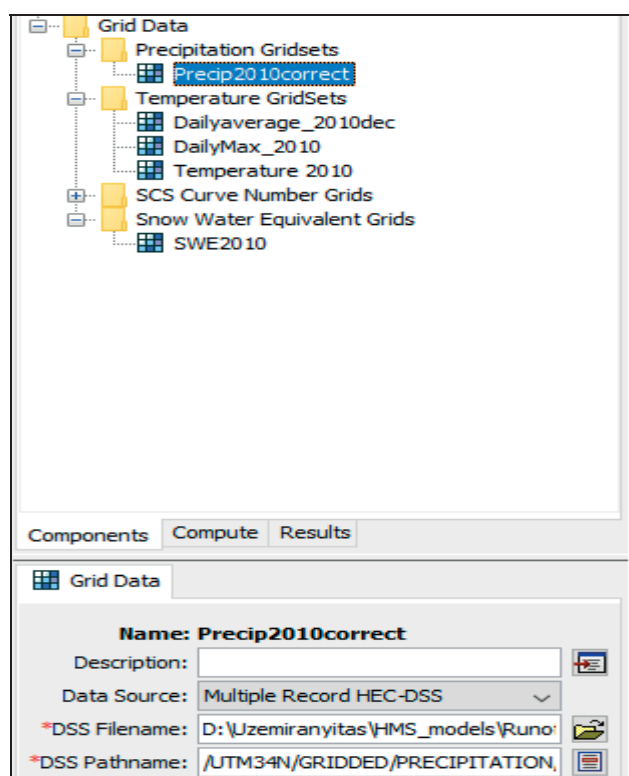 Grid Data
Precipitation Gridsets
Precip2010correct
Temperature GridSets
Dailyaverage_2010dec
DailyMax_2010
Temperature 2010
SCS Curve Number Grids
Snow Water Equivalent Grids
SWE2010
Components Compute Results
Grid Data
Name: Precip2010correct
Description:
Data Source: Multiple Record HEC-DSS
*DSS Filename: D:\Uzemiranyitas\HMS_models\Runof
*DSS Pathname: /UTM34N/GRIDDED/PRECIPITATION,